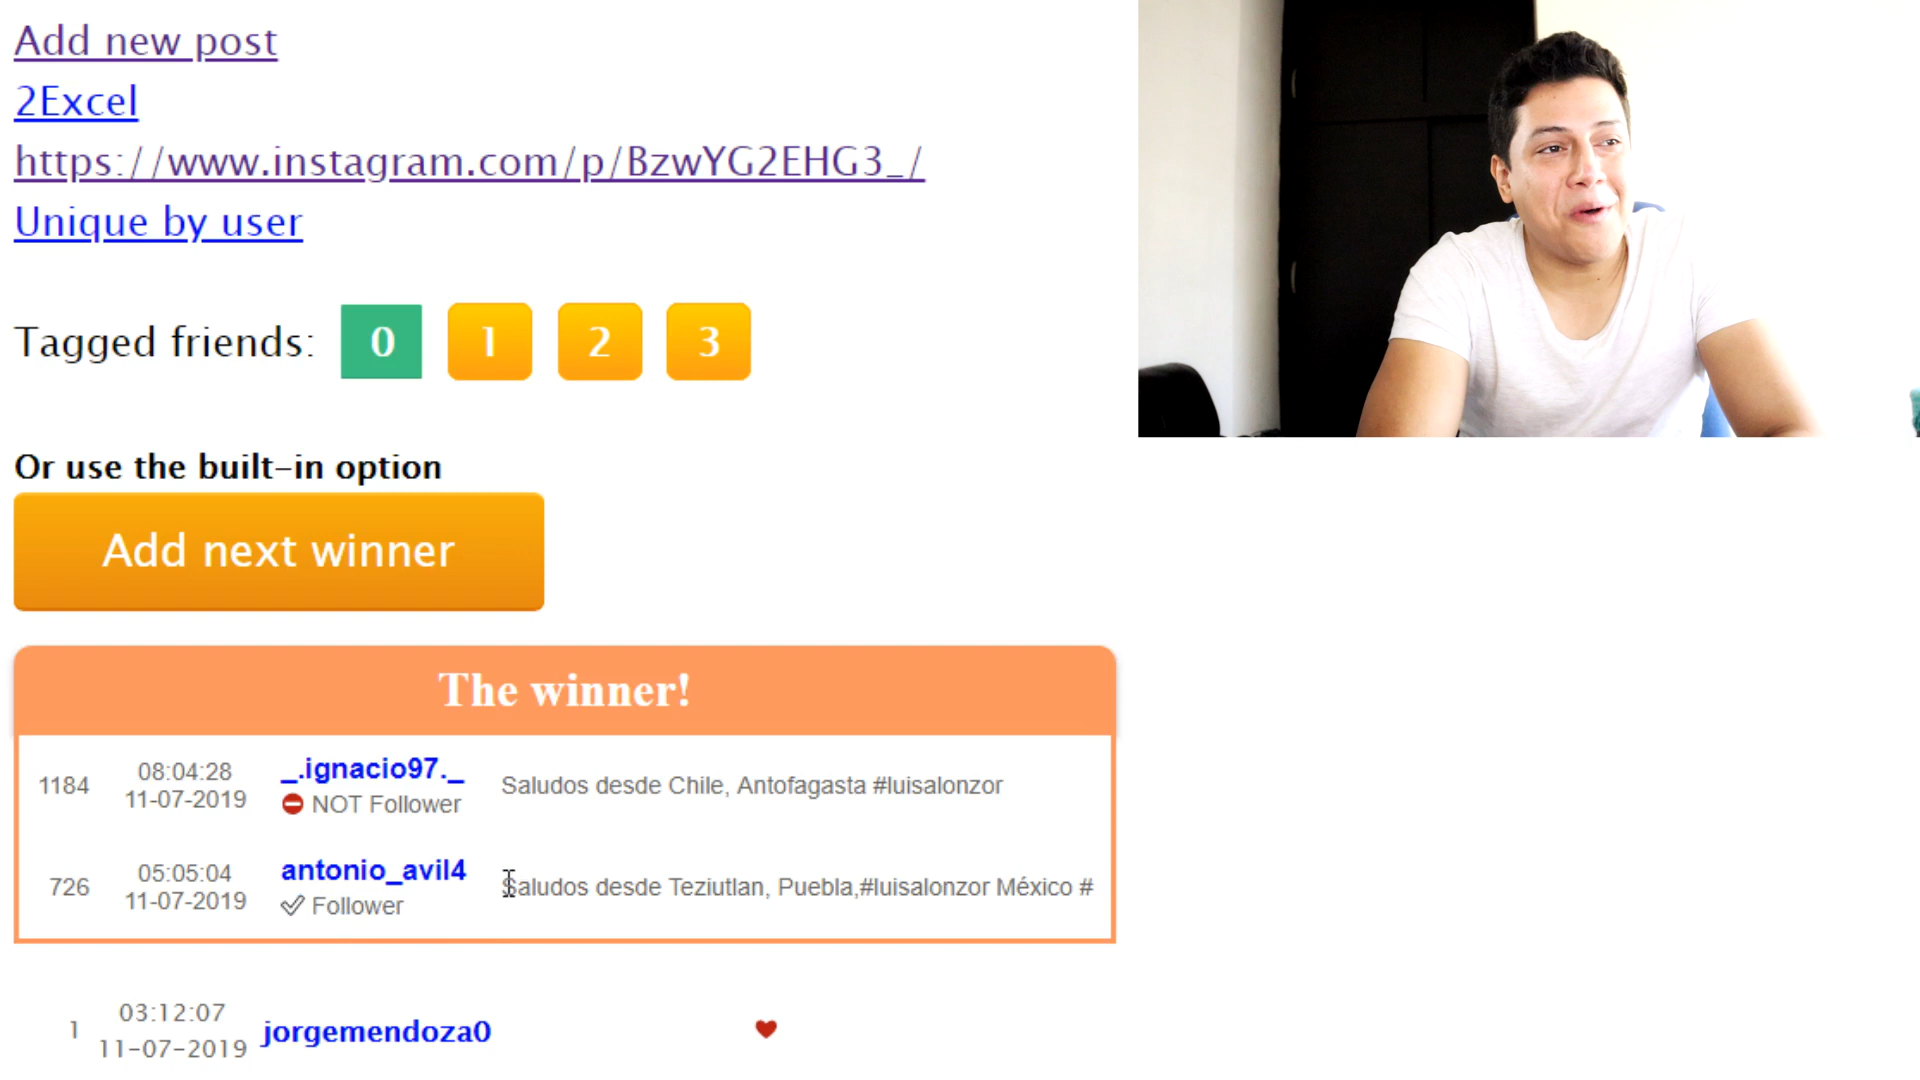 Add new post
2Excel
https://www.instagram.com/p/BzwYG2EHG3_/
Unique by user
Tagged friends: 0 1 2 3
Or use the built-in option
Add next winner
The winner!
1184 08:04:28 11-07-2019 _.ignacio97._ NOT Follower Saludos desde Chile, Antofagasta #luisalonzor
726 05:05:04 11-07-2019 antonio_avil4 Follower Saludos desde Teziutlan, Puebla,#luisalonzor México #
1 03:12:07 11-07-2019 jorgemendoza0